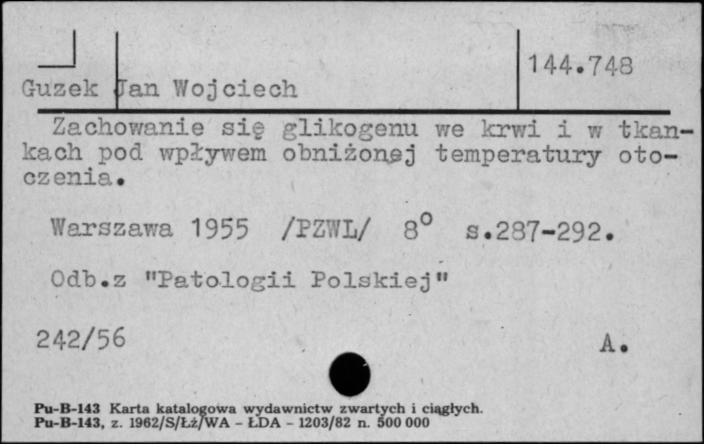 144.748
Guzek Jan Wojciech
Zachowanie się glikogenu we krwi i w tkan-
kach pod wpływem obniżonej temperatury oto-
czenia.
Warszawa 1955 /PZWL/ 8° s.287-292.
Odb.z "Patologii Polskiej"
242/56 A.
Pu-B-143 Karta katalogowa wydawnictw zwartych i ciągłych.
Pu-B-143, z. 1962/S/Łż/WA - ŁDA - 1203/82 n. 500 000